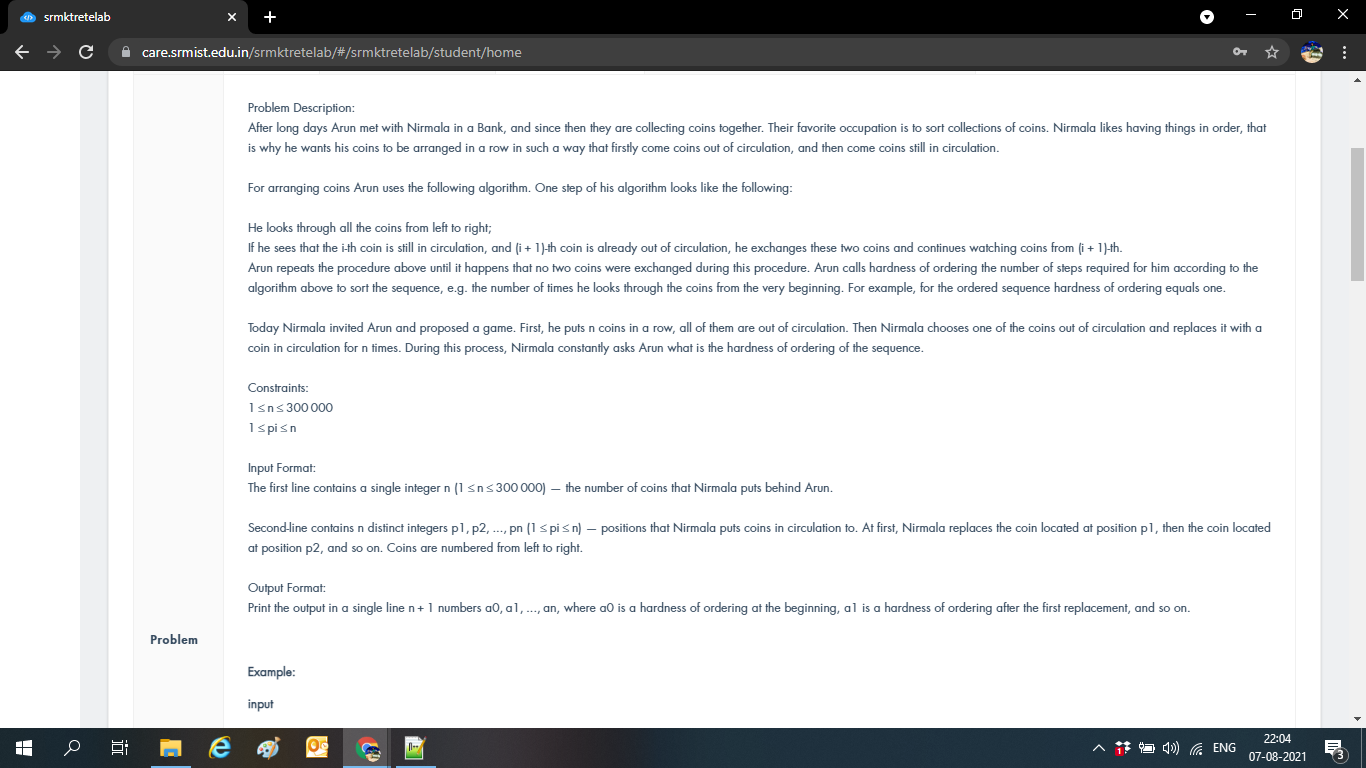 srmktretelab
care.srmist.edu.in/srmktretelab/#/srmktretelab/student/home
Problem Description:
After long days Arun met with Nirmala in a Bank, and since then they are collecting coins together. Their favorite occupation is to sort collections of coins. Nirmala likes having things in order, that
is why he wants his coins to be arranged in a row in such a way that firstly come coins out of circulation, and then come coins still in circulation.
For arranging coins Arun uses the following algorithm. One step of his algorithm looks like the following:
He looks through all the coins from left to right;
If he sees that the i-th coin is still in circulation, and (i + 1)-th coin is already out of circulation, he exchanges these two coins and continues watching coins from (i + 1)-th.
Arun repeats the procedure above until it happens that no two coins were exchanged during this procedure. Arun calls hardness of ordering the number of steps required for him according to the
algorithm above to sort the sequence, e.g. the number of times he looks through the coins from the very beginning. For example, for the ordered sequence hardness of ordering equals one.
Today Nirmala invited Arun and proposed a game. First, he puts n coins in a row, all of them are out of circulation. Then Nirmala chooses one of the coins out of circulation and replaces it with a
coin in circulation for n times. During this process, Nirmala constantly asks Arun what is the hardness of ordering of the sequence.
Constraints:
1 ≤ n ≤ 300 000
1 ≤ pi ≤ n
Input Format:
The first line contains a single integer n (1 ≤ n ≤ 300 000) — the number of coins that Nirmala puts behind Arun.
Second-line contains n distinct integers p1, p2, ..., pn (1 ≤ pi ≤ n) — positions that Nirmala puts coins in circulation to. At first, Nirmala replaces the coin located at position p1, then the coin located
at position p2, and so on. Coins are numbered from left to right.
Output Format:
Print the output in a single line n + 1 numbers a0, a1, ..., an, where a0 is a hardness of ordering at the beginning, a1 is a hardness of ordering after the first replacement, and so on.
Problem
Example:
input
ENG
22:04
07-08-2021
3